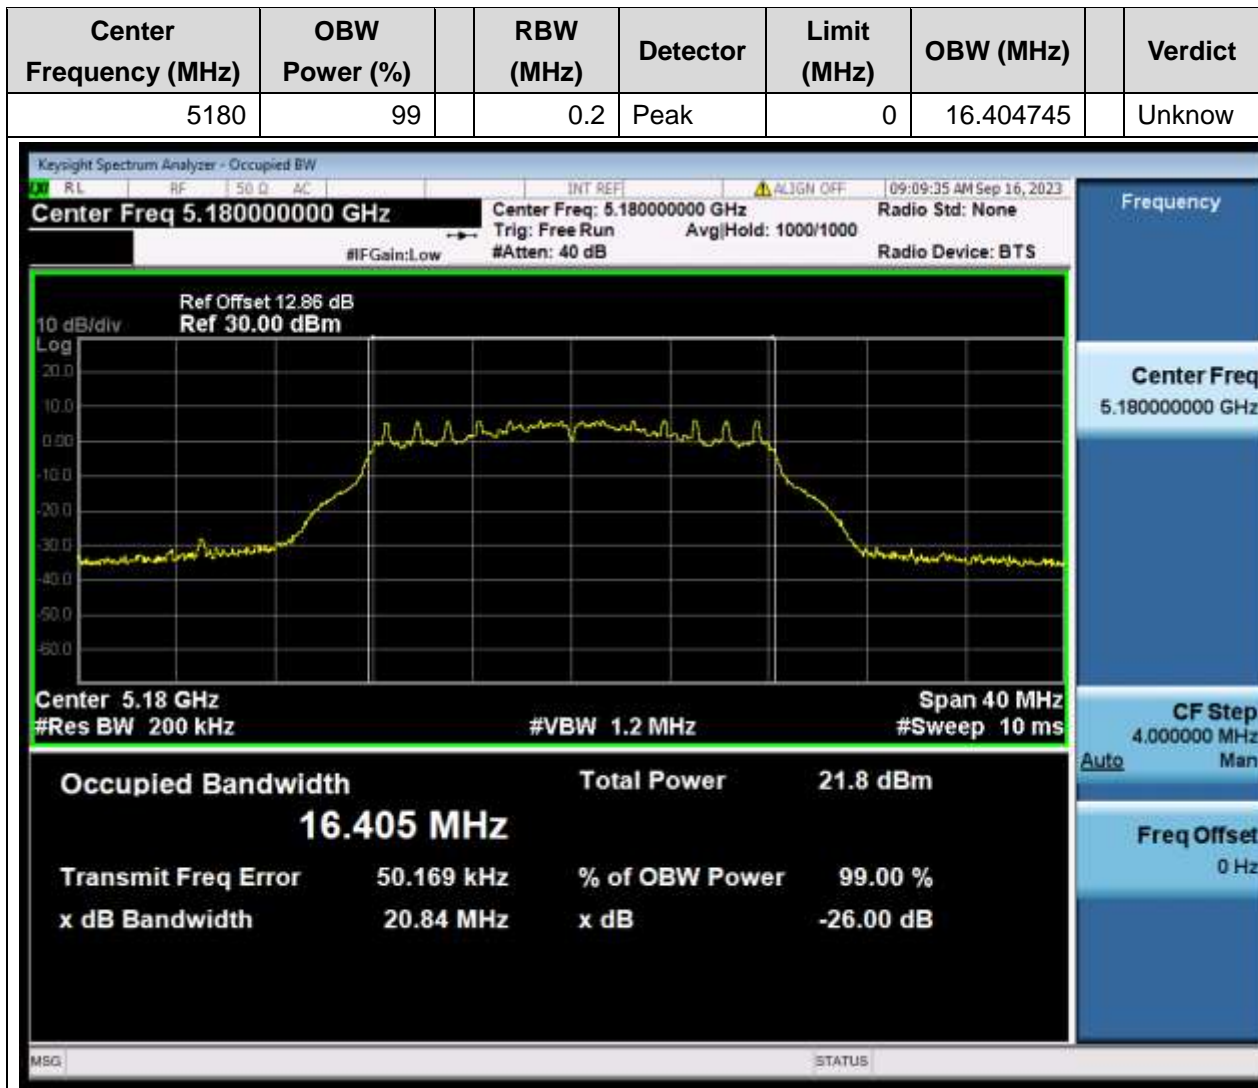 Center Frequency (MHz) OBW Power (%) RBW (MHz) Detector Limit (MHz) OBW (MHz) Verdict
5180 99 0.2 Peak 0 16.404745 Unknow
Keysight Spectrum Analyzer - Occupied BW
LXI RL RF 50 Ω AC INT REF ALIGN OFF 09:09:35 AM Sep 16, 2023
Center Freq 5.180000000 GHz Center Freq: 5.180000000 GHz Radio Std: None
Trig: Free Run Avg|Hold: 1000/1000
#IFGain:Low #Atten: 40 dB Radio Device: BTS
Frequency
Ref Offset 12.86 dB
10 dB/div Ref 30.00 dBm
Log
20.0
10.0
0.00
-10.0
-20.0
-30.0
-40.0
-50.0
-60.0
Center 5.18 GHz Span 40 MHz
#Res BW 200 kHz #VBW 1.2 MHz #Sweep 10 ms
Center Freq
5.180000000 GHz
CF Step
4.000000 MHz
Auto Man
Freq Offset
0 Hz
Occupied Bandwidth Total Power 21.8 dBm
16.405 MHz
Transmit Freq Error 50.169 kHz % of OBW Power 99.00 %
x dB Bandwidth 20.84 MHz x dB -26.00 dB
MSG STATUS